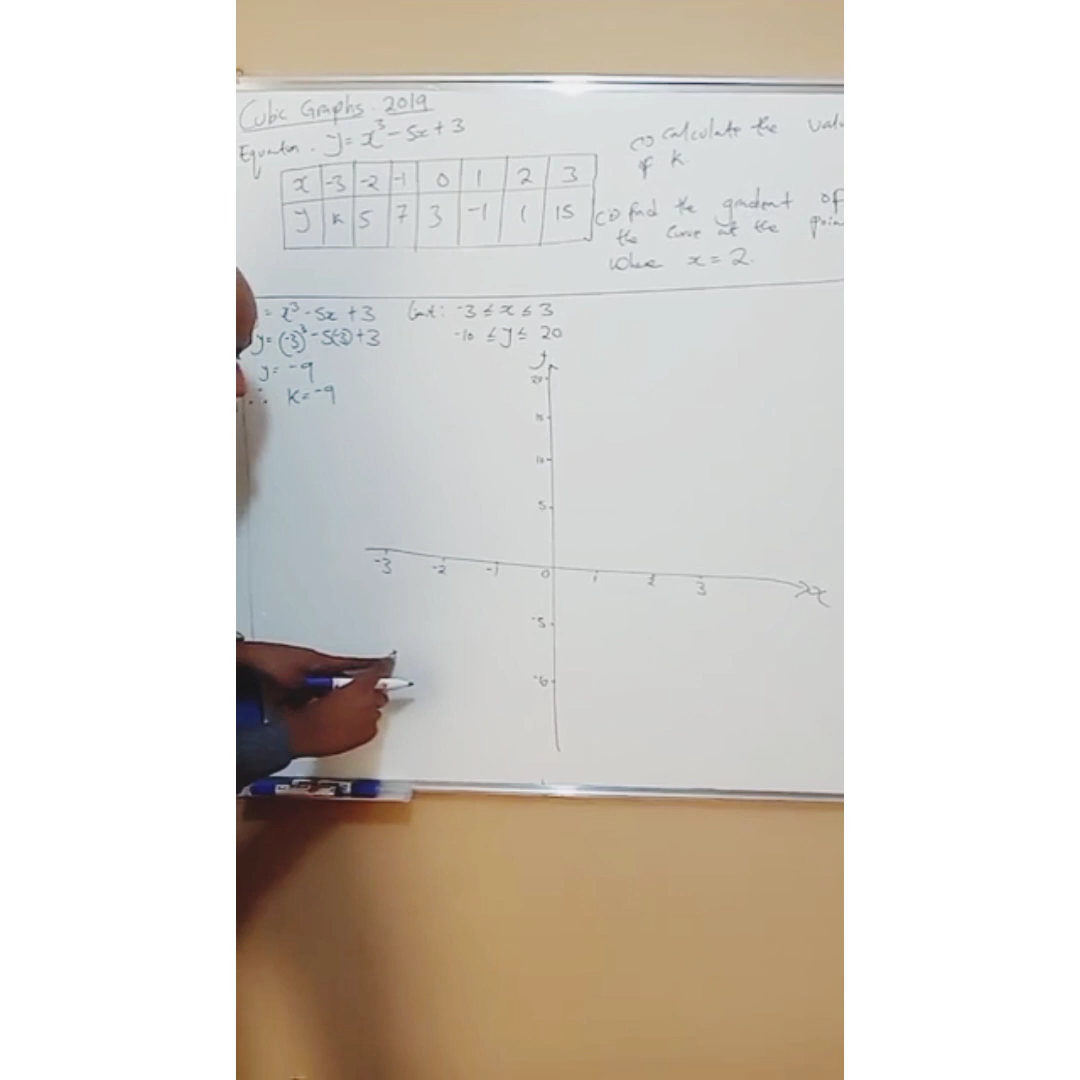 Cubic Graphs. 2019
Equation. y = x³ - 5x + 3
x -3 -2 -1 0 1 2 3
y k 5 7 3 -1 1 15
(i) Calculate the valu
of k.
(ii) find the gradient of
the curve at the poin
where x = 2.
= x³ - 5x + 3
y = (-3)³ - 5(-3) + 3
y = -9
∴ k = -9
limit: -3 ≤ x ≤ 3
-10 ≤ y ≤ 20
y
20
15
10
5
-3 -2 -1 0 1 2 3 x
-5